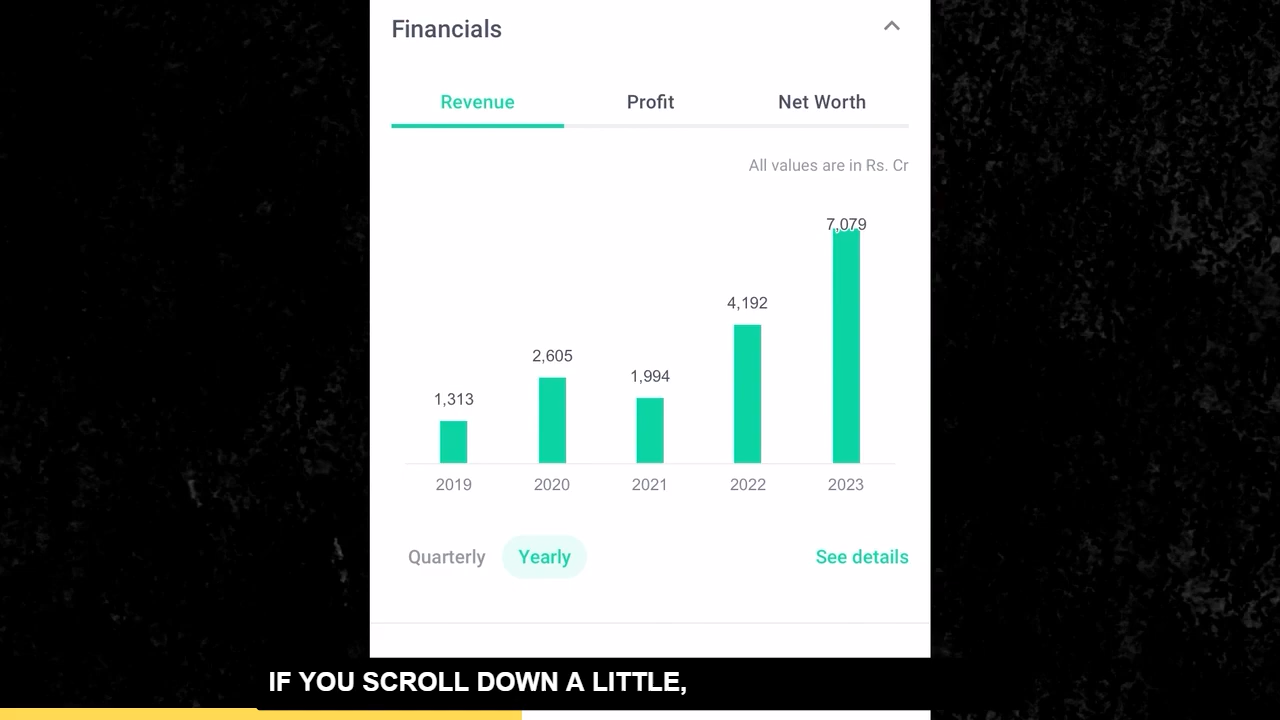 Financials
Revenue Profit Net Worth
All values are in Rs. Cr
7,079
4,192
2,605
1,994
1,313
2019 2020 2021 2022 2023
Quarterly Yearly See details
IF YOU SCROLL DOWN A LITTLE,